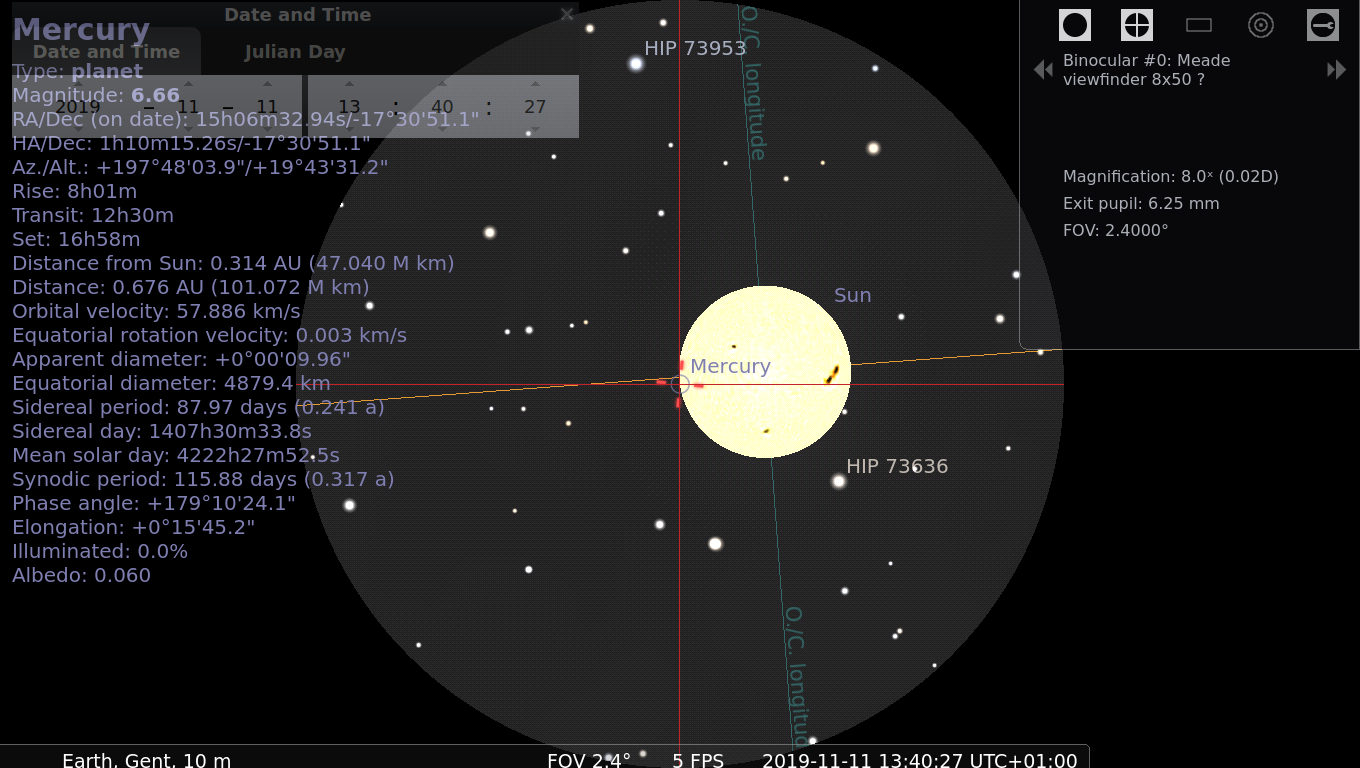 Date and Time
Mercury
Date and Time Julian Day
Type: planet
Magnitude: 6.66
2019 – 11 – 11 13 : 40 : 27
RA/Dec (on date): 15h06m32.94s/-17°30'51.1"
HA/Dec: 1h10m15.26s/-17°30'51.1"
Az./Alt.: +197°48'03.9"/+19°43'31.2"
Rise: 8h01m
Transit: 12h30m
Set: 16h58m
Distance from Sun: 0.314 AU (47.040 M km)
Distance: 0.676 AU (101.072 M km)
Orbital velocity: 57.886 km/s
Equatorial rotation velocity: 0.003 km/s
Apparent diameter: +0°00'09.96"
Equatorial diameter: 4879.4 km
Sidereal period: 87.97 days (0.241 a)
Sidereal day: 1407h30m33.8s
Mean solar day: 4222h27m52.5s
Synodic period: 115.88 days (0.317 a)
Phase angle: +179°10'24.1"
Elongation: +0°15'45.2"
Illuminated: 0.0%
Albedo: 0.060
HIP 73953
O./C. longitude
Sun
Mercury
HIP 73636
O./C. longitud
Binocular #0: Meade
viewfinder 8x50 ?
Magnification: 8.0ˣ (0.02D)
Exit pupil: 6.25 mm
FOV: 2.4000°
Earth, Gent, 10 m FOV 2.4° 5 FPS 2019-11-11 13:40:27 UTC+01:00